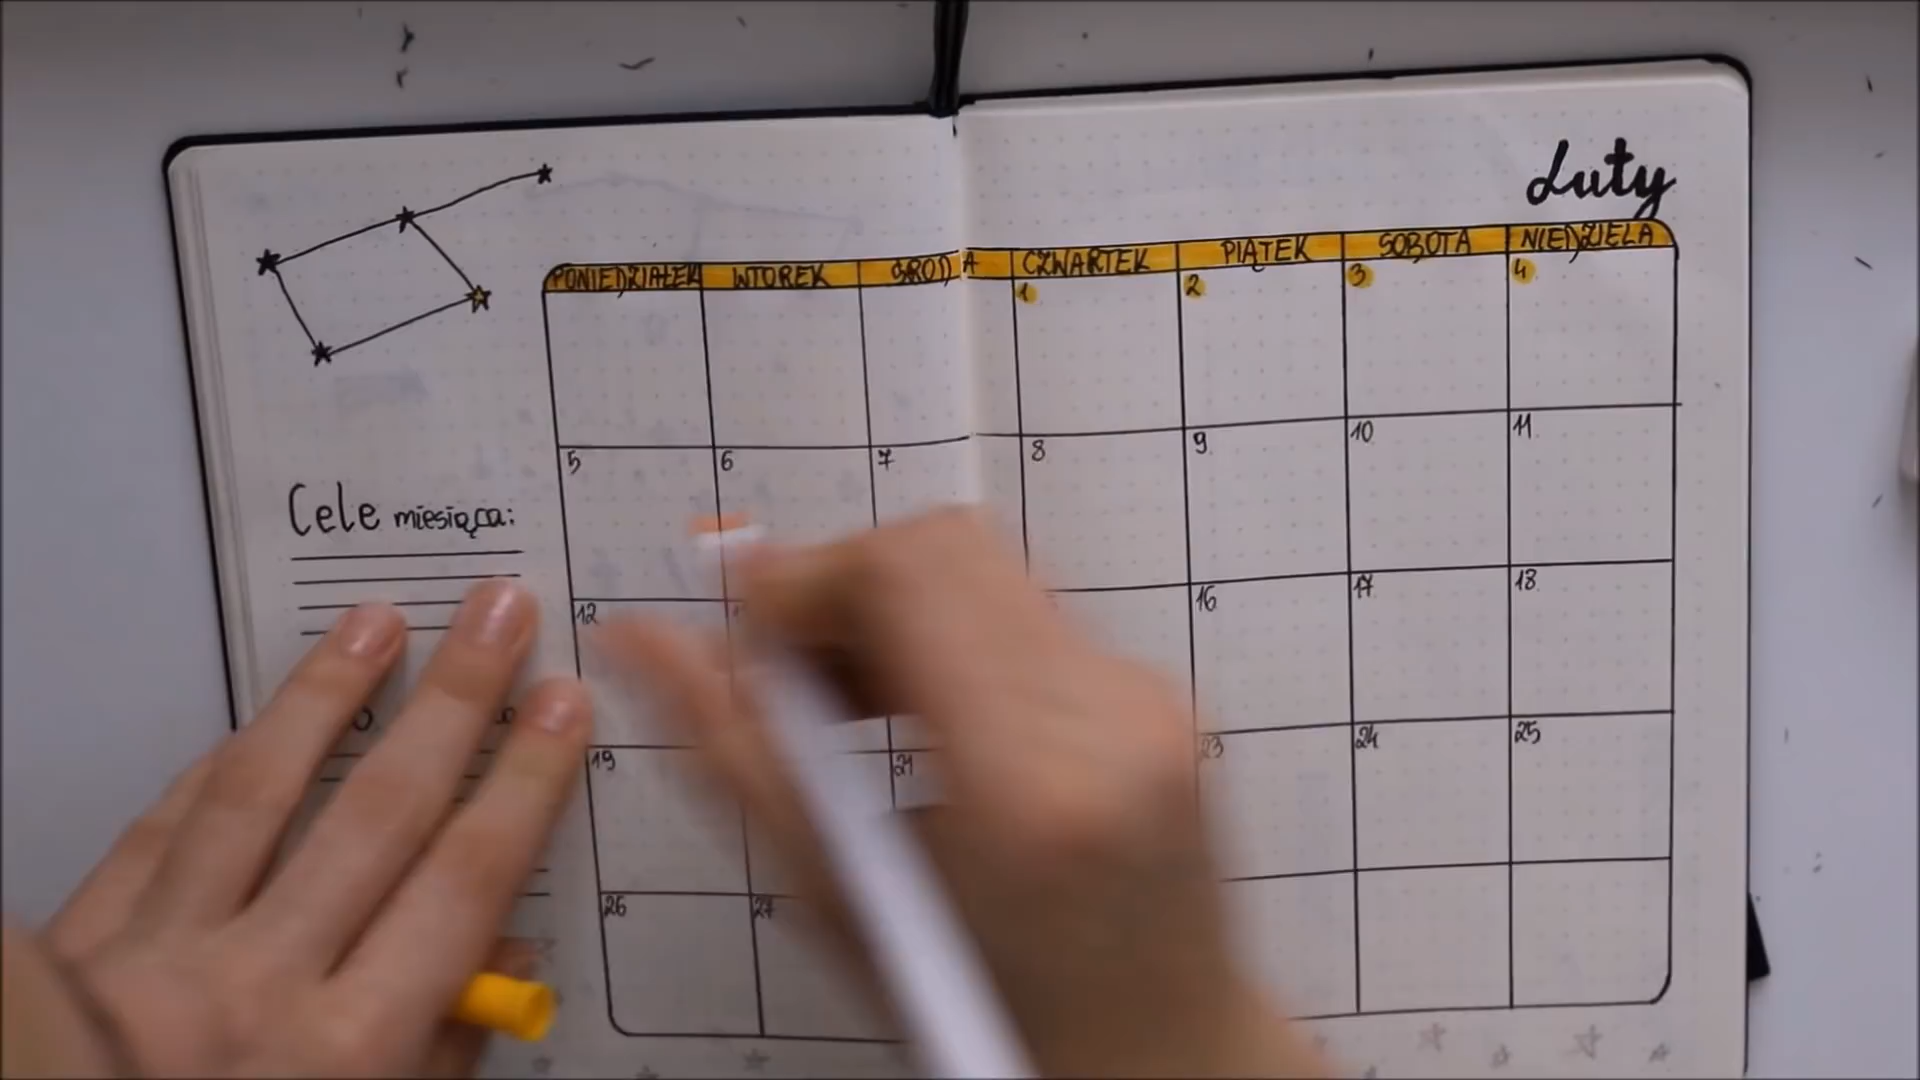 Luty
PONIEDZIAŁEK WTOREK ŚRODA CZWARTEK PIĄTEK SOBOTA NIEDZIELA
1 2 3 4
5 6 7 8 9 10 11
Cele miesiąca:
12 16 17 18
19 21 23 24 25
26 27